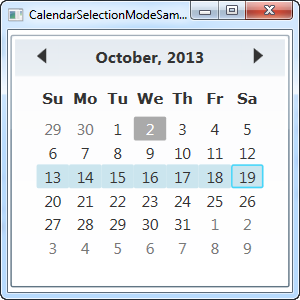 CalendarSelectionModeSam...
October, 2013
Su Mo Tu We Th Fr Sa
29 30 1 2 3 4 5
6 7 8 9 10 11 12
13 14 15 16 17 18 19
20 21 22 23 24 25 26
27 28 29 30 31 1 2
3 4 5 6 7 8 9